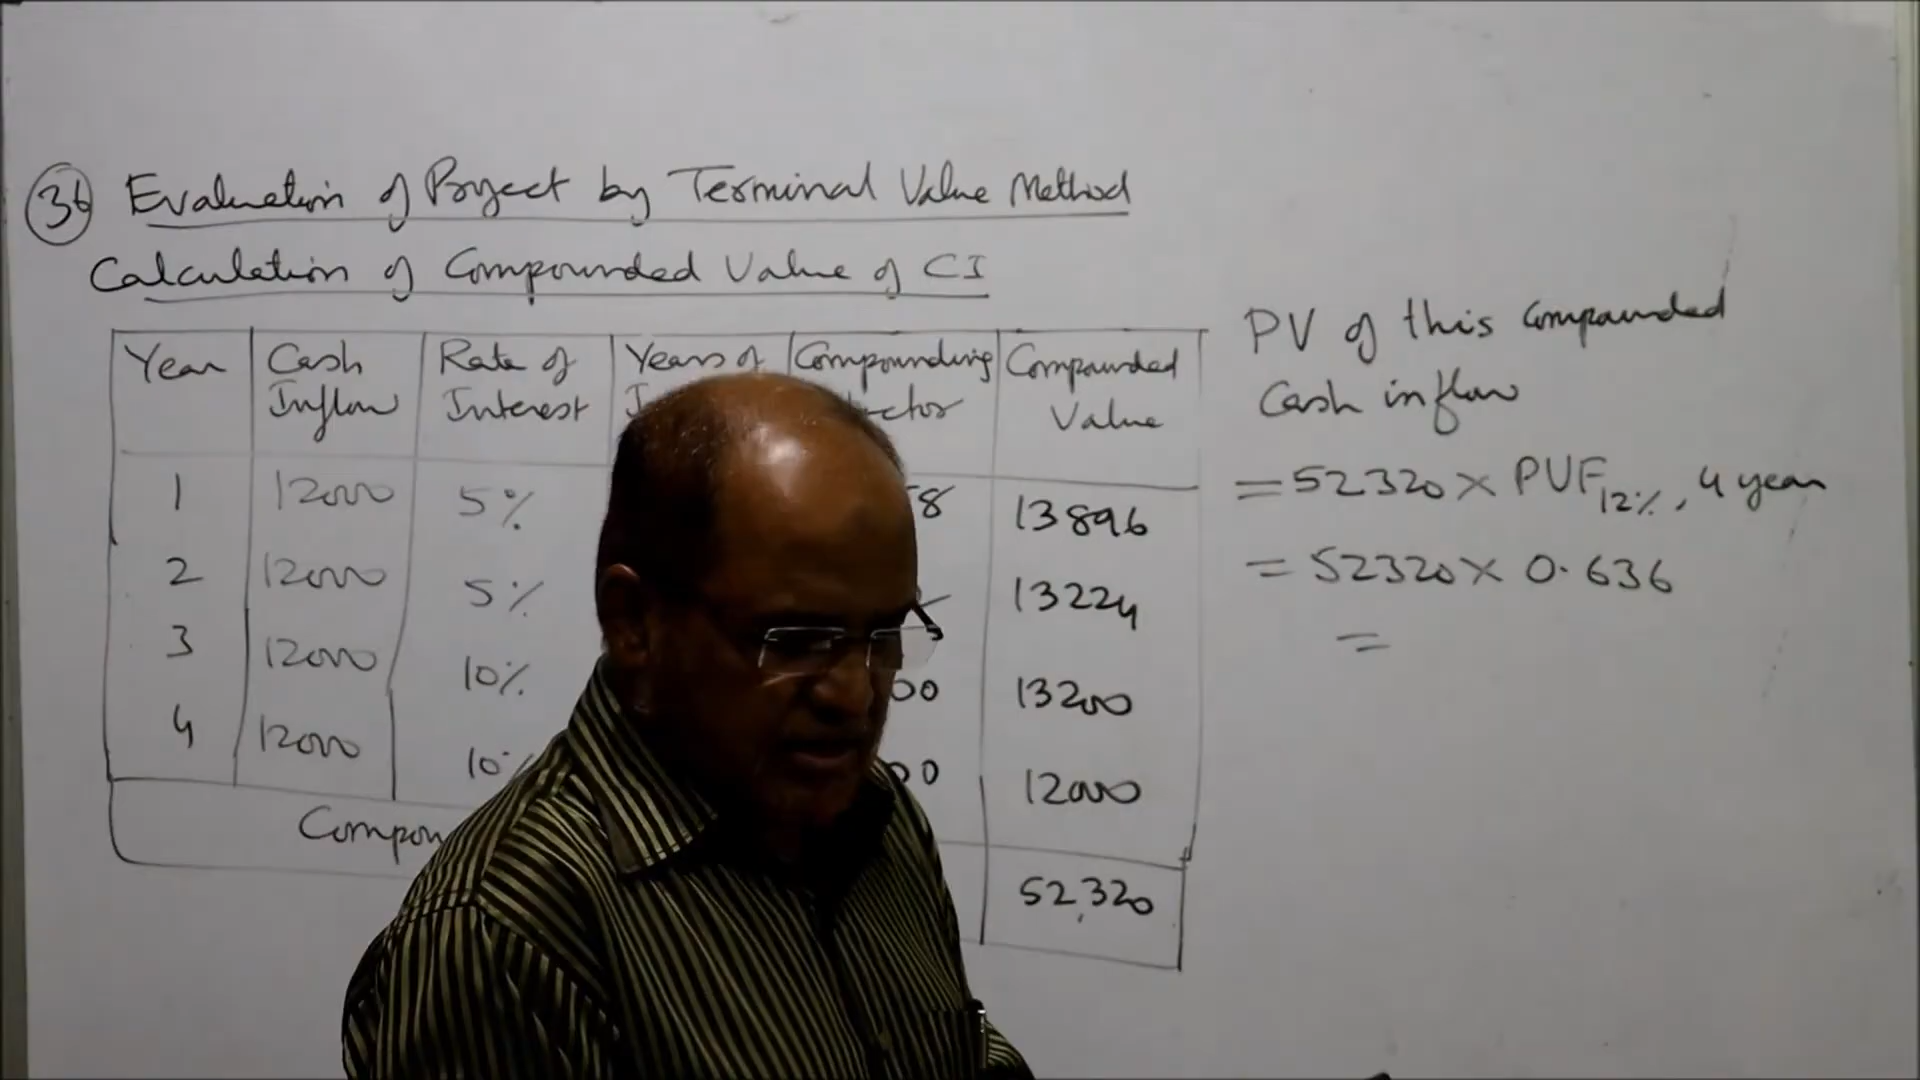 36 Evaluation of Project by Terminal Value Method
Calculation of Compounded Value of CI
Year Cash Inflow Rate of Interest Years of Compounding Compounded Value
1 12000 5% 13896
2 12000 5% 13224
3 12000 10% 13200
4 12000 10% 12000
52,320
PV of this Compounded
Cash inflow
= 52320 × PVF12%, 4 year
= 52320 × 0.636
=